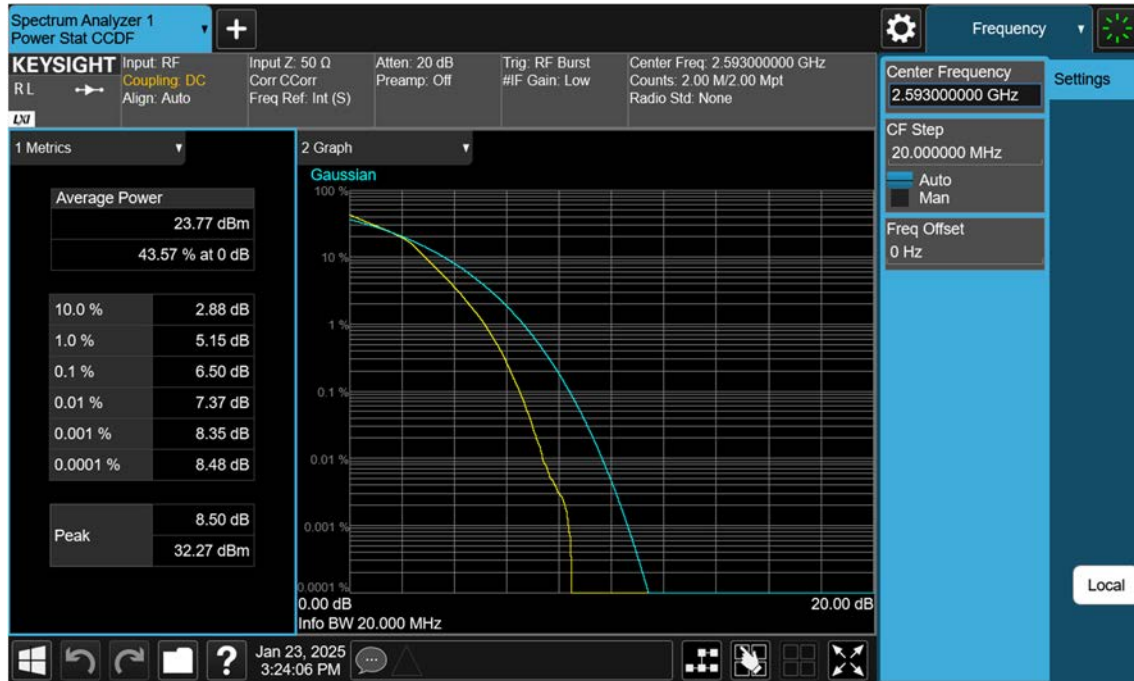 Spectrum Analyzer 1
Power Stat CCDF
+
Frequency
KEYSIGHT
RL
LXI
Input: RF
Coupling: DC
Align: Auto
Input Z: 50 Ω
Corr CCorr
Freq Ref: Int (S)
Atten: 20 dB
Preamp: Off
Trig: RF Burst
#IF Gain: Low
Center Freq: 2.593000000 GHz
Counts: 2.00 M/2.00 Mpt
Radio Std: None
Center Frequency
2.593000000 GHz
Settings
CF Step
20.000000 MHz
Auto
Man
Freq Offset
0 Hz
Local
1 Metrics
Average Power
23.77 dBm
43.57 % at 0 dB
10.0 % 2.88 dB
1.0 % 5.15 dB
0.1 % 6.50 dB
0.01 % 7.37 dB
0.001 % 8.35 dB
0.0001 % 8.48 dB
Peak
8.50 dB
32.27 dBm
2 Graph
Gaussian
100 %
10 %
1 %
0.1 %
0.01 %
0.001 %
0.0001 %
0.00 dB 20.00 dB
Info BW 20.000 MHz
?
Jan 23, 2025
3:24:06 PM